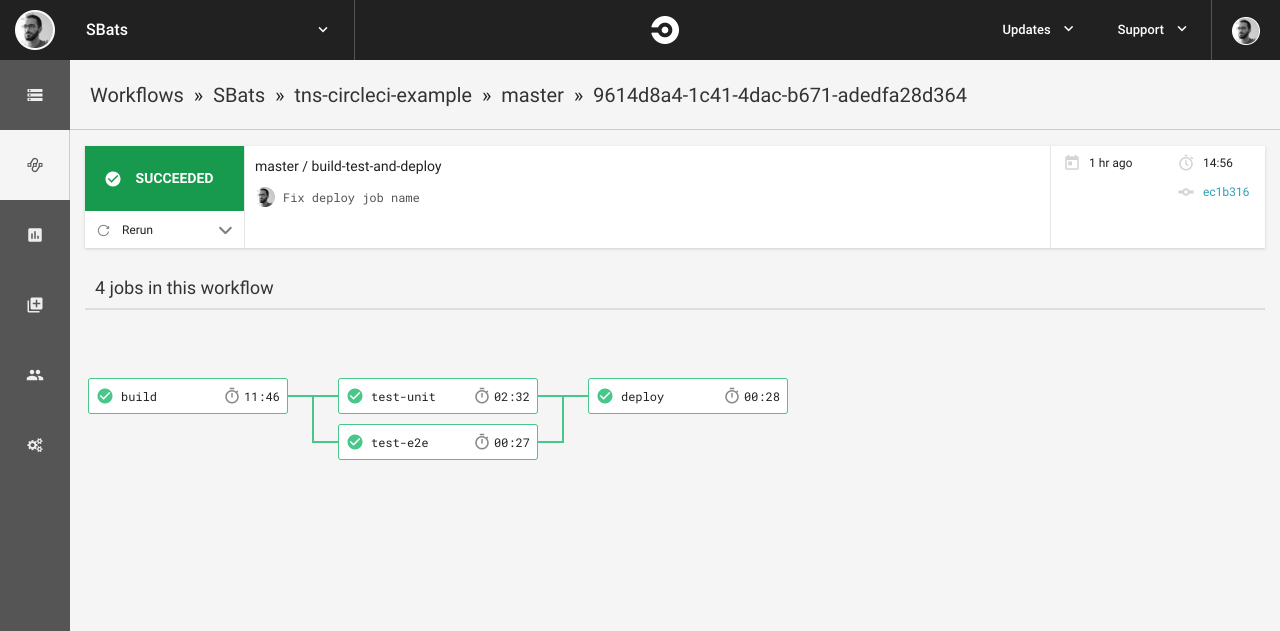 SBats
Updates
Support
Workflows » SBats » tns-circleci-example » master » 9614d8a4-1c41-4dac-b671-adedfa28d364
SUCCEEDED
Rerun
master / build-test-and-deploy
Fix deploy job name
1 hr ago
14:56
ec1b316
4 jobs in this workflow
build 11:46
test-unit 02:32
deploy 00:28
test-e2e 00:27